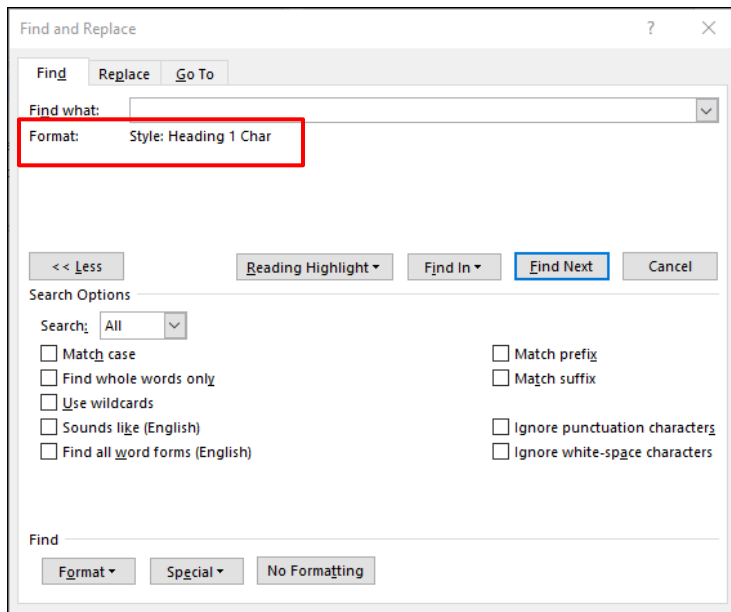 Find and Replace
Find Replace Go To
Find what:
Format: Style: Heading 1 Char
<< Less Reading Highlight Find In Find Next Cancel
Search Options
Search: All
Match case Match prefix
Find whole words only Match suffix
Use wildcards
Sounds like (English) Ignore punctuation characters
Find all word forms (English) Ignore white-space characters
Find
Format Special No Formatting